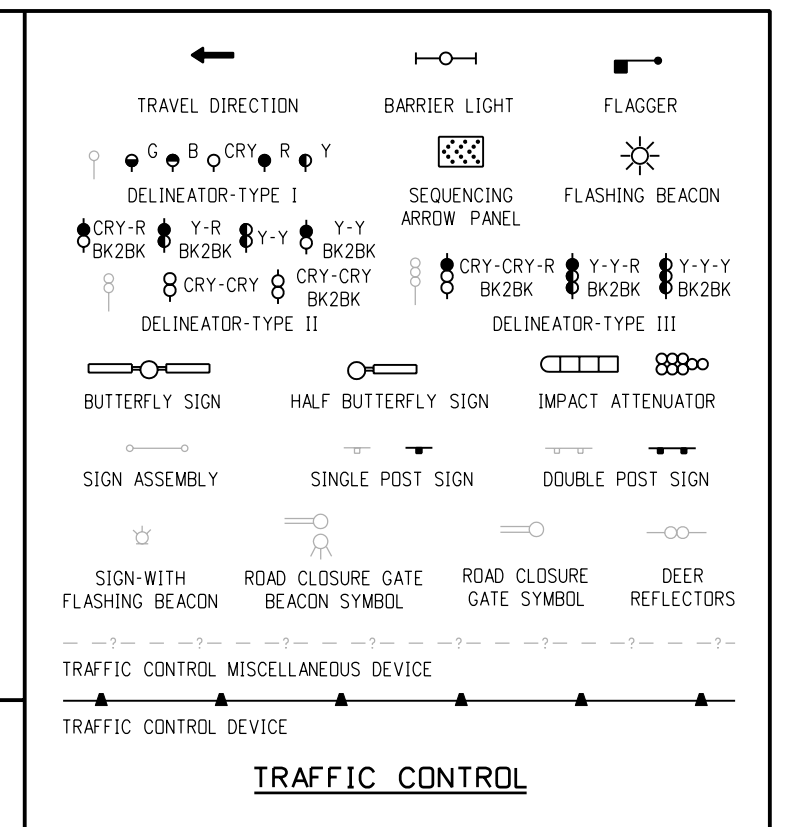 TRAVEL DIRECTION
BARRIER LIGHT
FLAGGER
G B CRY R Y
DELINEATOR-TYPE I
SEQUENCING
ARROW PANEL
FLASHING BEACON
CRY-R
BK2BK
Y-R
BK2BK
Y-Y
Y-Y
BK2BK
CRY-CRY
CRY-CRY
BK2BK
DELINEATOR-TYPE II
CRY-CRY-R
BK2BK
Y-Y-R
BK2BK
Y-Y-Y
BK2BK
DELINEATOR-TYPE III
BUTTERFLY SIGN
HALF BUTTERFLY SIGN
IMPACT ATTENUATOR
SIGN ASSEMBLY
SINGLE POST SIGN
DOUBLE POST SIGN
SIGN-WITH
FLASHING BEACON
ROAD CLOSURE GATE
BEACON SYMBOL
ROAD CLOSURE
GATE SYMBOL
DEER
REFLECTORS
? ? ? ? ? ? ? ?
TRAFFIC CONTROL MISCELLANEOUS DEVICE
TRAFFIC CONTROL DEVICE
TRAFFIC CONTROL